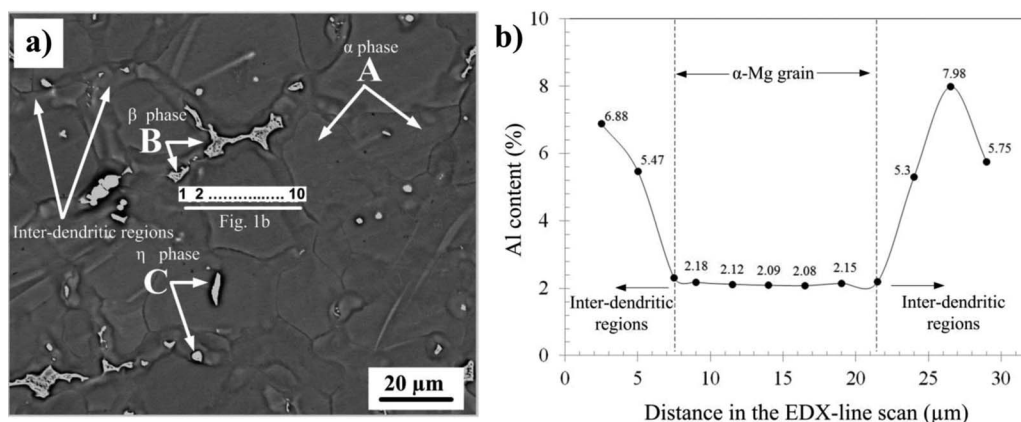 a)
α phase
A
β phase
B
1 2 ................ 10
Fig. 1b
Inter-dendritic regions
η phase
C
20 µm
b)
10
8
6
4
2
0
Al content (%)
α-Mg grain
6.88
5.47
2.18
2.12
2.09
2.08
2.15
5.3
7.98
5.75
Inter-dendritic
regions
Inter-dendritic
regions
0 5 10 15 20 25 30
Distance in the EDX-line scan (µm)